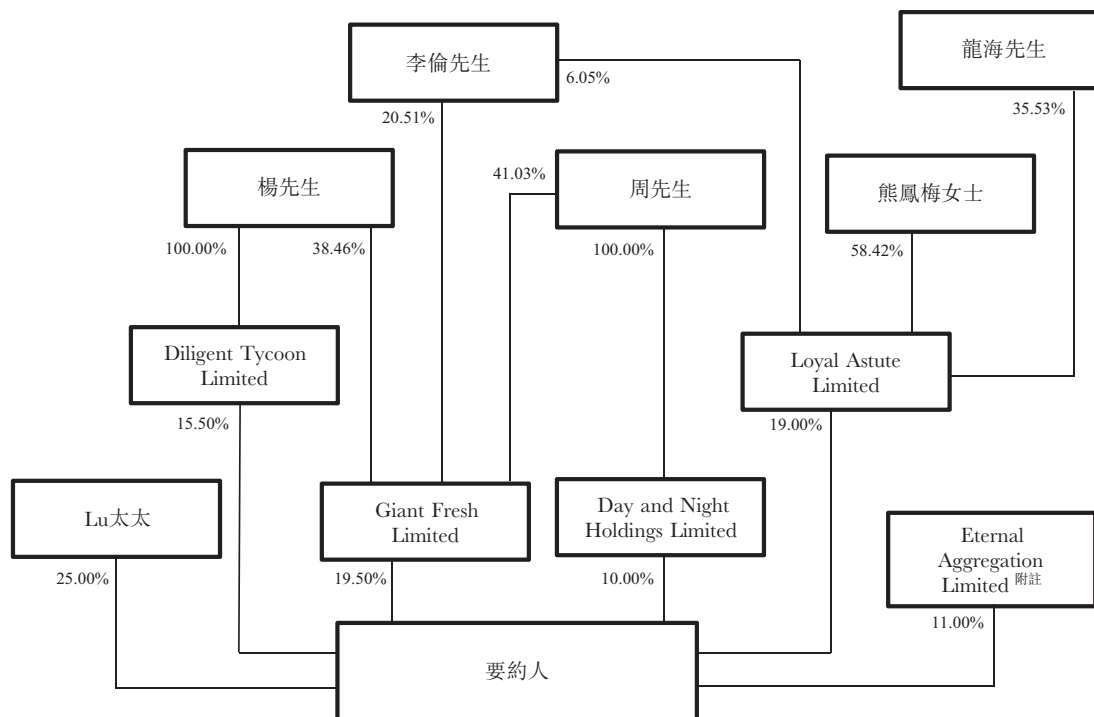 李倫先生
龍海先生
6.05%
35.53%
20.51%
楊先生
41.03%
周先生
熊鳳梅女士
100.00%
38.46%
100.00%
58.42%
Diligent Tycoon
Limited
Loyal Astute
Limited
15.50%
19.00%
Lu太太
Giant Fresh
Limited
Day and Night
Holdings Limited
Eternal
Aggregation
Limited 附註
25.00%
19.50%
10.00%
11.00%
要約人